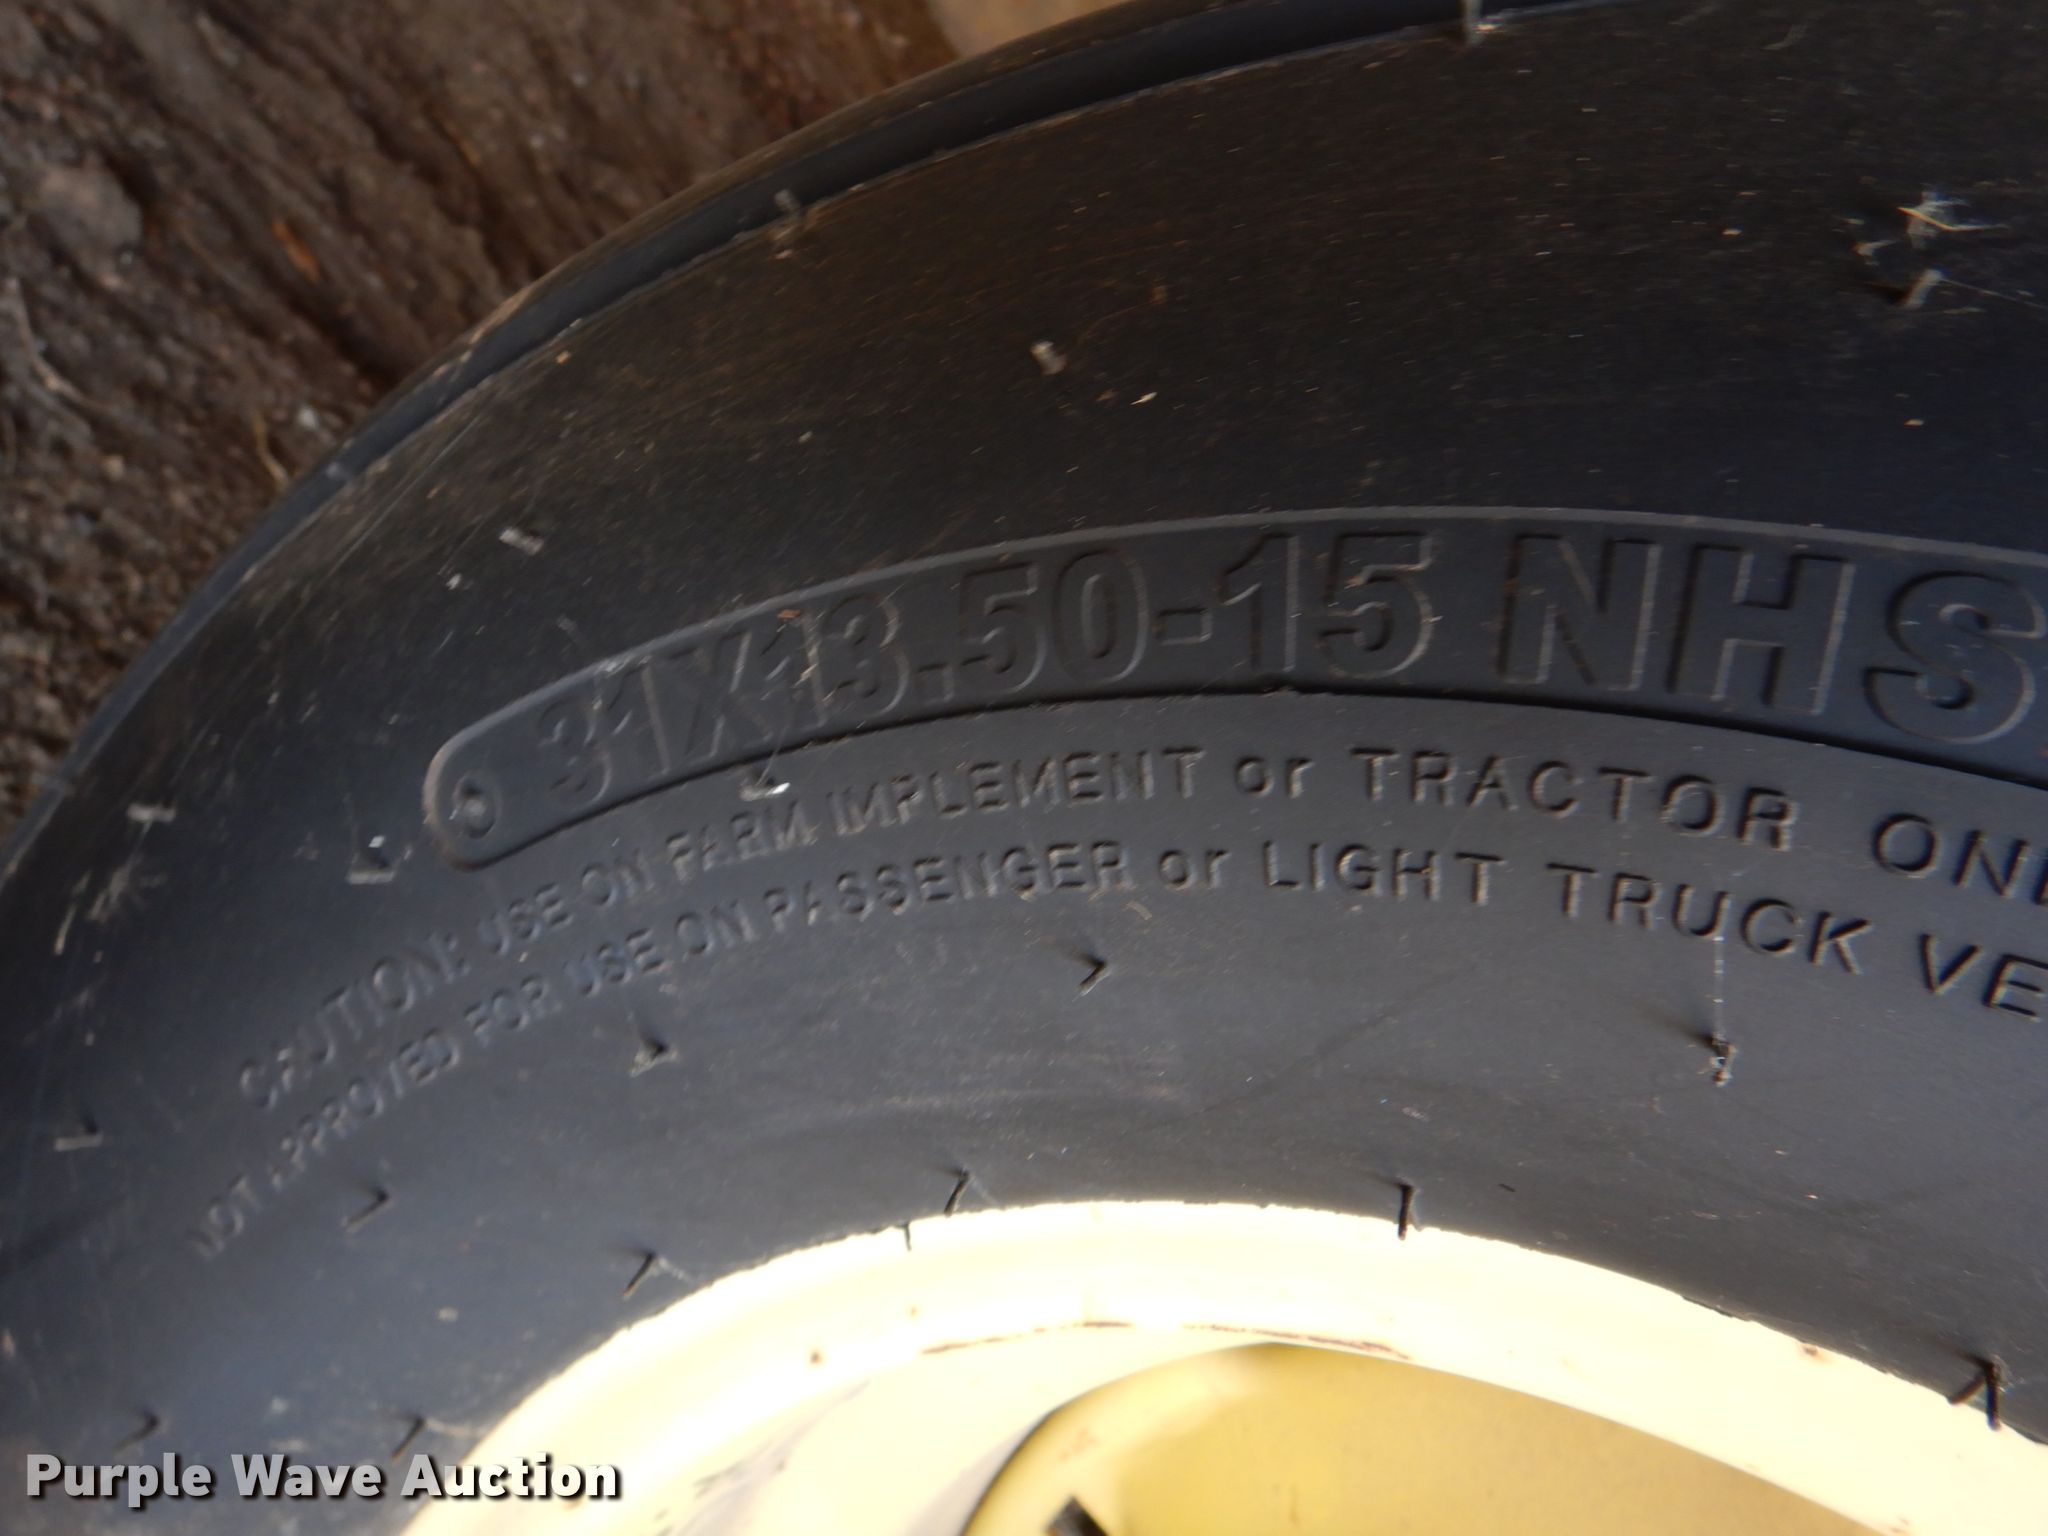 31X13.50-15 NHS
CAUTION: USE ON FARM IMPLEMENT or TRACTOR ONL
NOT APPROVED FOR USE ON PASSENGER or LIGHT TRUCK VE
Purple Wave Auction